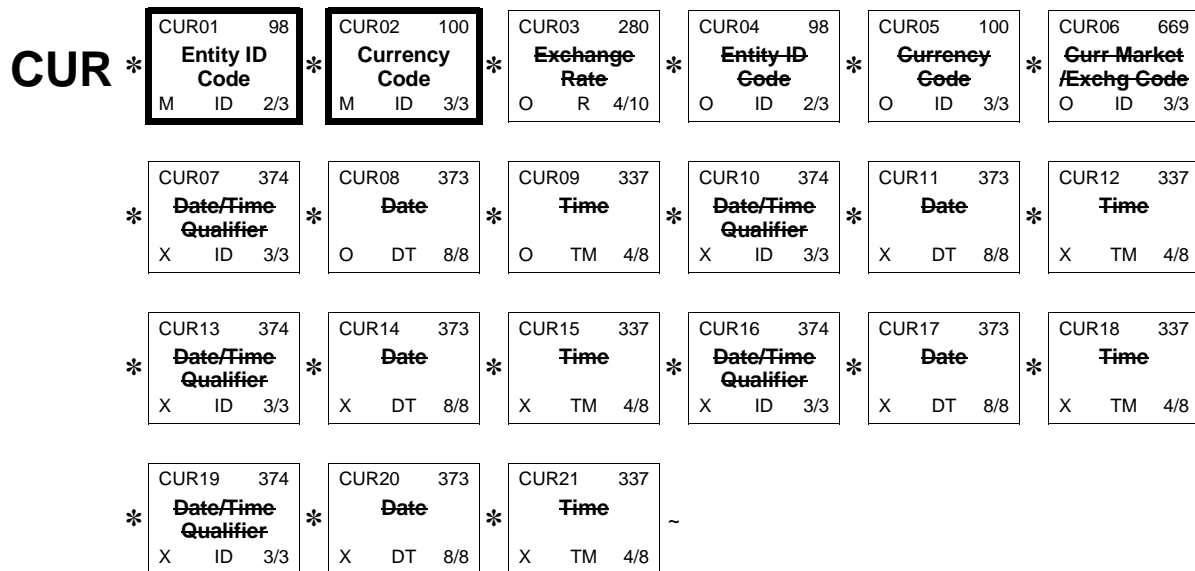 CUR01 98 CUR02 100 CUR03 280 CUR04 98 CUR05 100 CUR06 669
CUR * Entity ID * Currency * Exchange * Entity ID * Currency * Curr Market
Code Code Rate Code Code /Exchg Code
M ID 2/3 M ID 3/3 O R 4/10 O ID 2/3 O ID 3/3 O ID 3/3
CUR07 374 CUR08 373 CUR09 337 CUR10 374 CUR11 373 CUR12 337
* Date/Time * Date * Time * Date/Time * Date * Time
Qualifier Qualifier
X ID 3/3 O DT 8/8 O TM 4/8 X ID 3/3 X DT 8/8 X TM 4/8
CUR13 374 CUR14 373 CUR15 337 CUR16 374 CUR17 373 CUR18 337
* Date/Time * Date * Time * Date/Time * Date * Time
Qualifier Qualifier
X ID 3/3 X DT 8/8 X TM 4/8 X ID 3/3 X DT 8/8 X TM 4/8
CUR19 374 CUR20 373 CUR21 337
* Date/Time * Date * Time ~
Qualifier
X ID 3/3 X DT 8/8 X TM 4/8